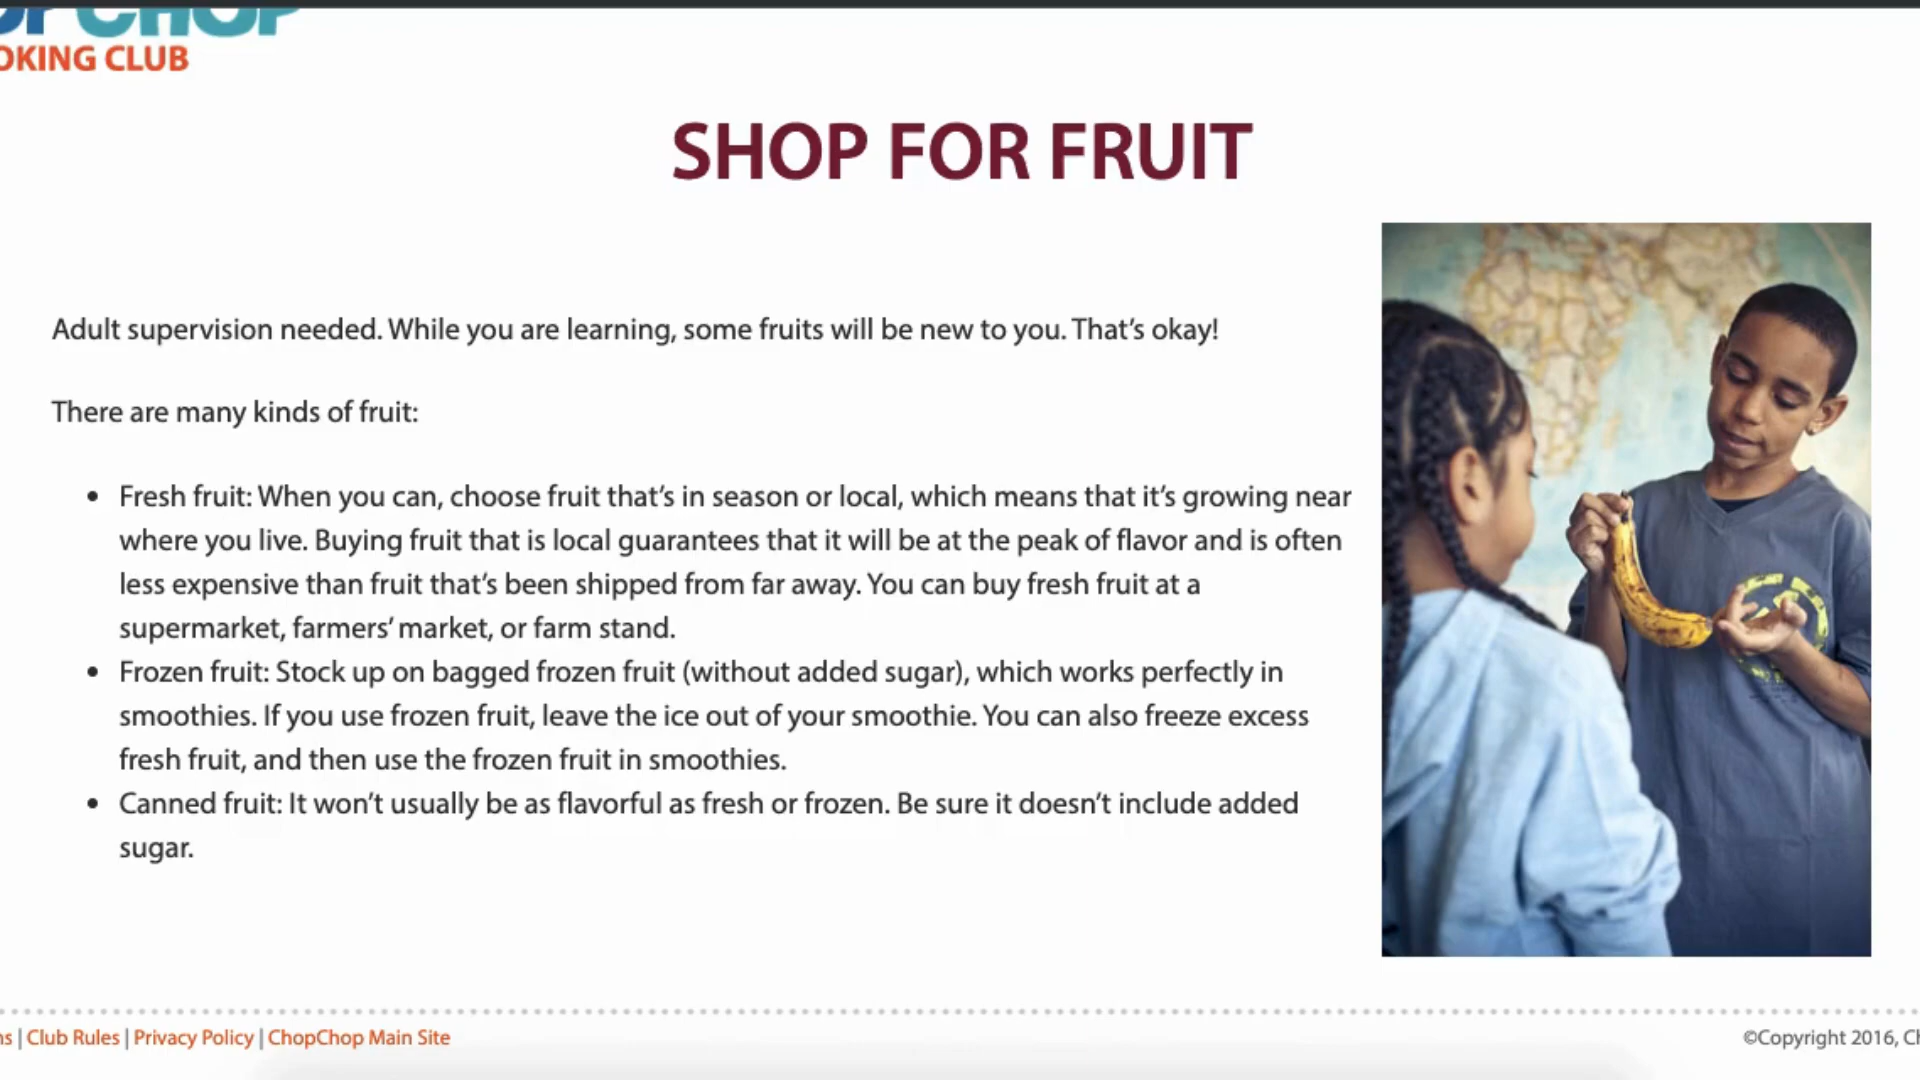 OKING CLUB
SHOP FOR FRUIT
Adult supervision needed. While you are learning, some fruits will be new to you. That's okay!
There are many kinds of fruit:
• Fresh fruit: When you can, choose fruit that's in season or local, which means that it's growing near
where you live. Buying fruit that is local guarantees that it will be at the peak of flavor and is often
less expensive than fruit that's been shipped from far away. You can buy fresh fruit at a
supermarket, farmers' market, or farm stand.
• Frozen fruit: Stock up on bagged frozen fruit (without added sugar), which works perfectly in
smoothies. If you use frozen fruit, leave the ice out of your smoothie. You can also freeze excess
fresh fruit, and then use the frozen fruit in smoothies.
• Canned fruit: It won't usually be as flavorful as fresh or frozen. Be sure it doesn't include added
sugar.
ns | Club Rules | Privacy Policy | ChopChop Main Site
©Copyright 2016, Ch